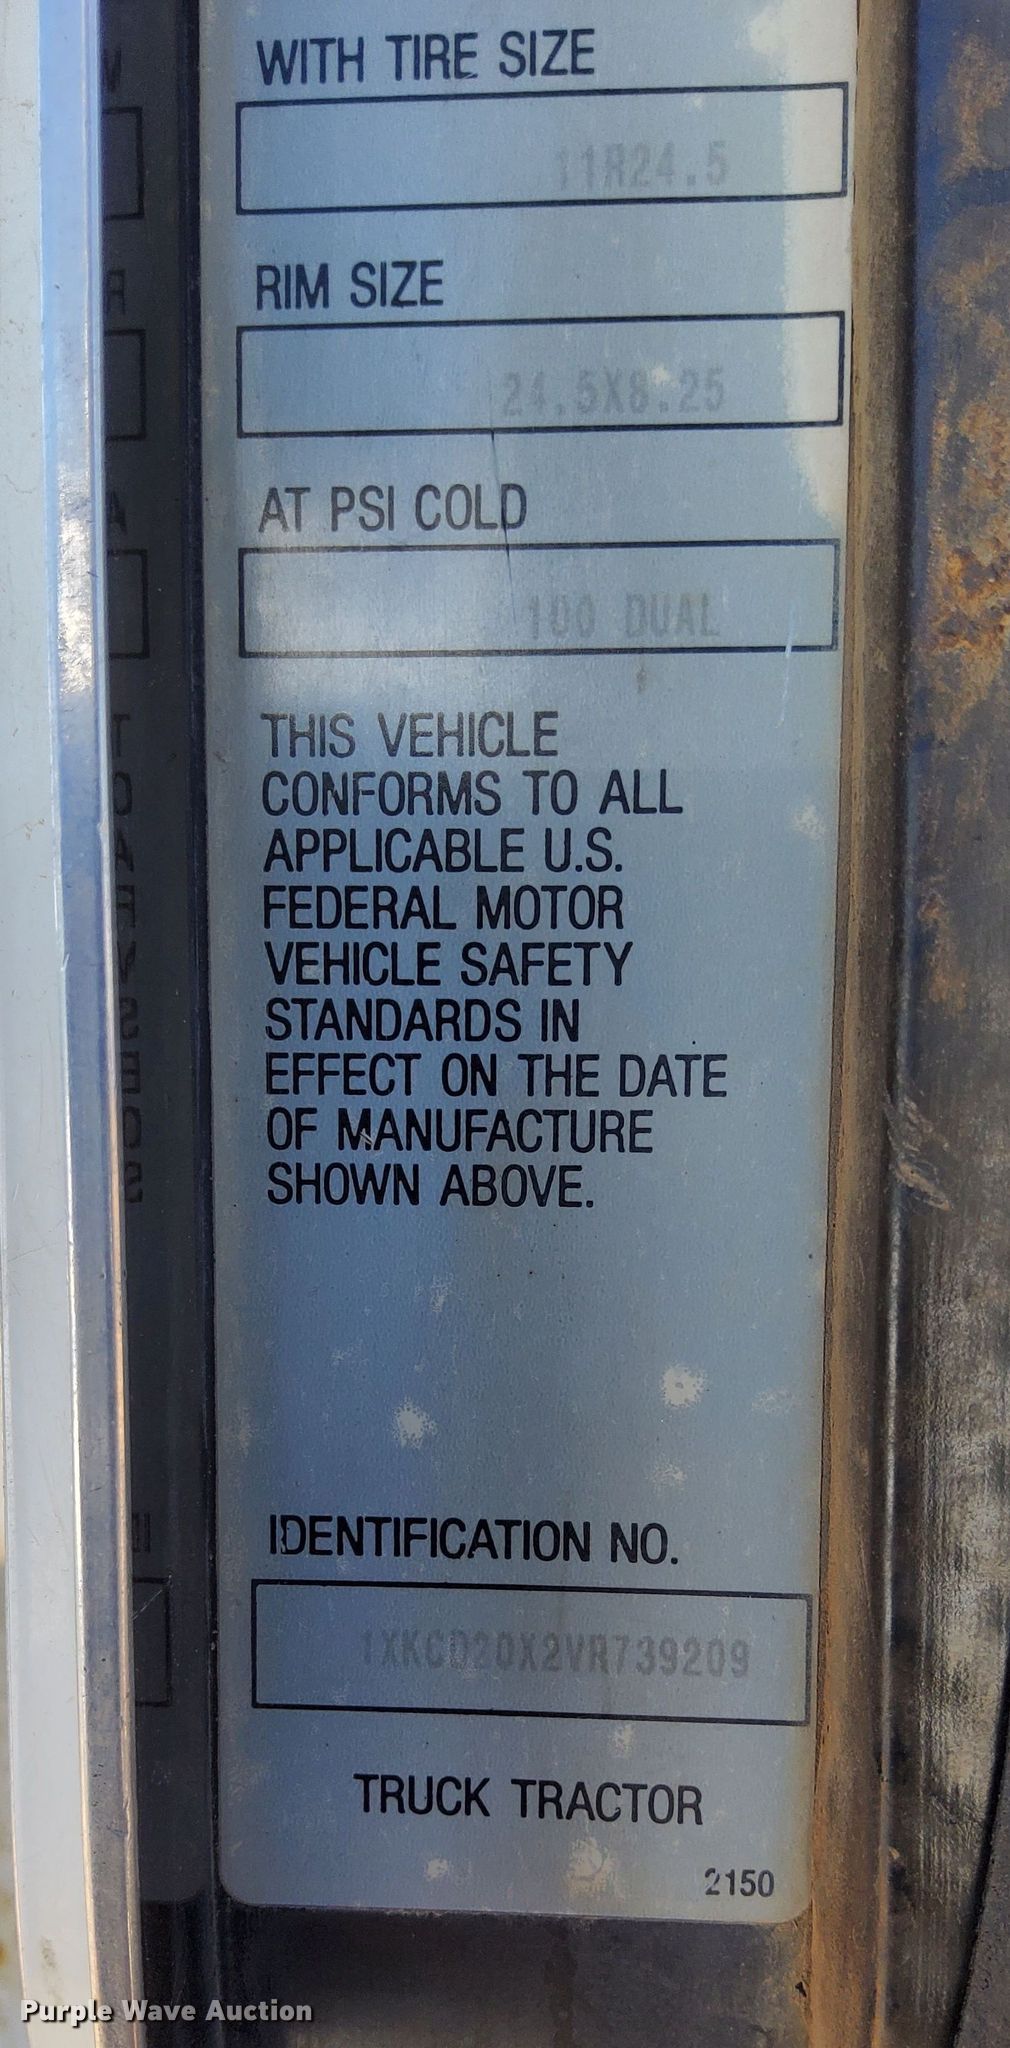 WITH TIRE SIZE
11R24.5
RIM SIZE
24.5X8.25
AT PSI COLD
100 DUAL
THIS VEHICLE
CONFORMS TO ALL
APPLICABLE U.S.
FEDERAL MOTOR
VEHICLE SAFETY
STANDARDS IN
EFFECT ON THE DATE
OF MANUFACTURE
SHOWN ABOVE.
IDENTIFICATION NO.
1XKCD20X2VR739209
TRUCK TRACTOR
2150
Purple Wave Auction